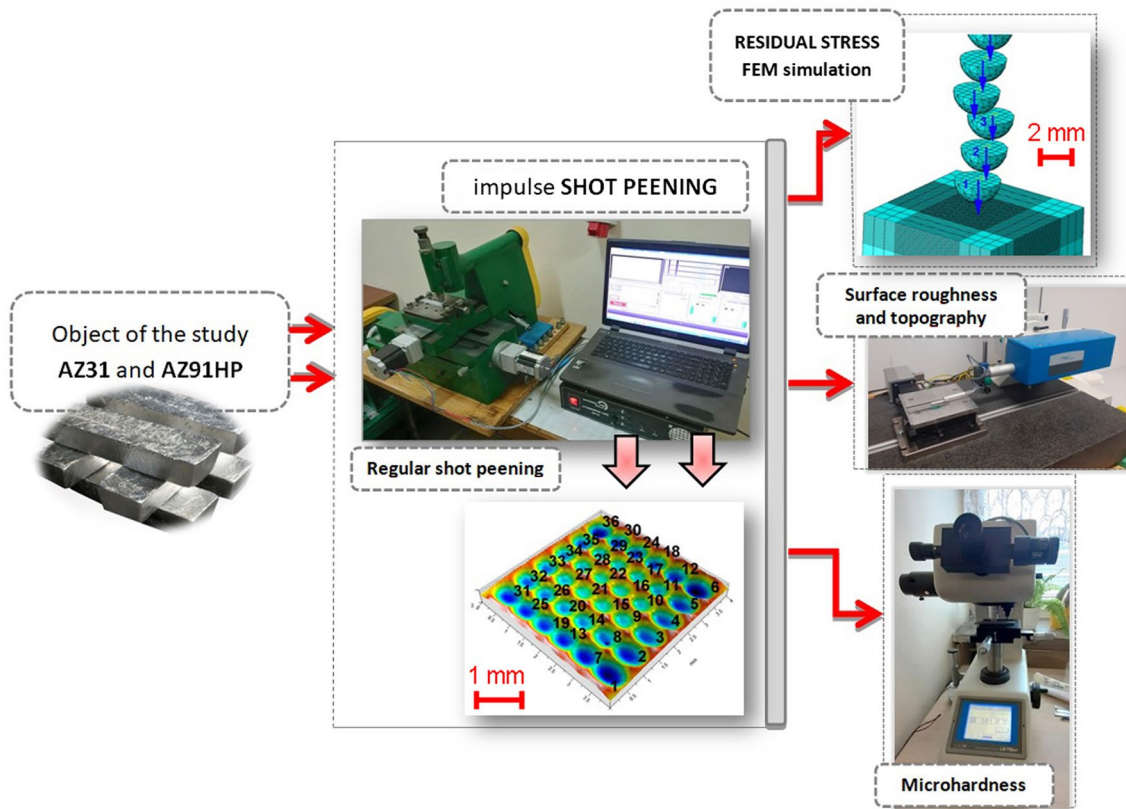 Object of the study
AZ31 and AZ91HP
impulse SHOT PEENING
Regular shot peening
36 30
35 29 24 18
34 28 23 12
33 27 22 17 6
32 26 21 16 11
31 20 15 10 5
25 14 9 4
19 8 3
13 2
7
1
1 mm
RESIDUAL STRESS
FEM simulation
3
2
1
2 mm
Surface roughness
and topography
Microhardness